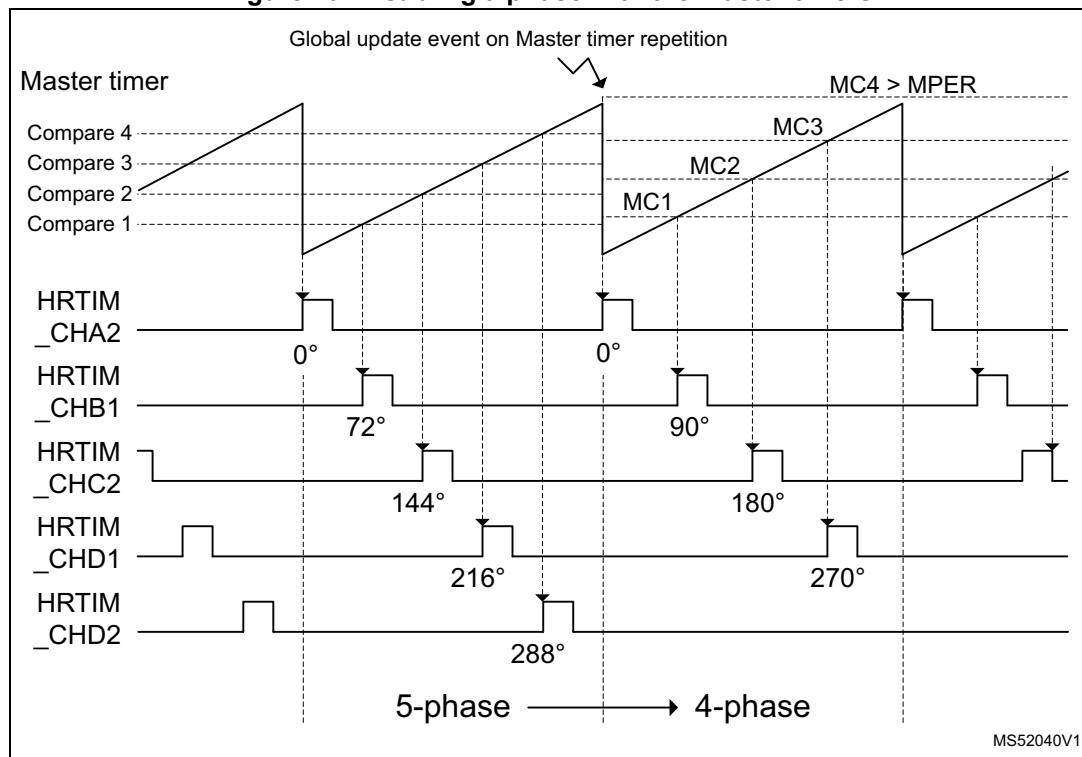 Global update event on Master timer repetition
Master timer
MC4 > MPER
Compare 4
MC3
Compare 3
MC2
Compare 2
MC1
Compare 1
HRTIM
_CHA2
0°
0°
HRTIM
_CHB1
72°
90°
HRTIM
_CHC2
144°
180°
HRTIM
_CHD1
216°
270°
HRTIM
_CHD2
288°
5-phase
4-phase
MS52040V1